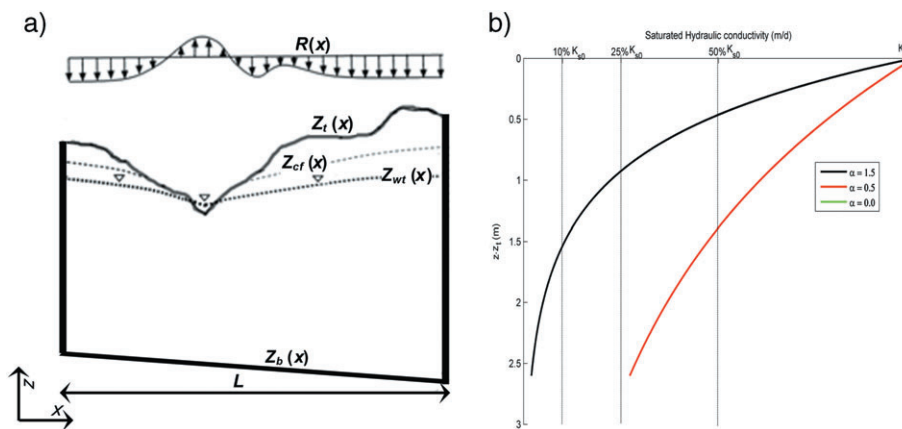 a)
R(x)
Zt(x)
Zcf(x)
Zwt(x)
Zb(x)
L
Z
X
b)
Saturated Hydraulic conductivity (m/d)
10% Ks0
25% Ks0
50% Ks0
K
0
0.5
1
1.5
2
2.5
3
z-zt (m)
α = 1.5
α = 0.5
α = 0.0